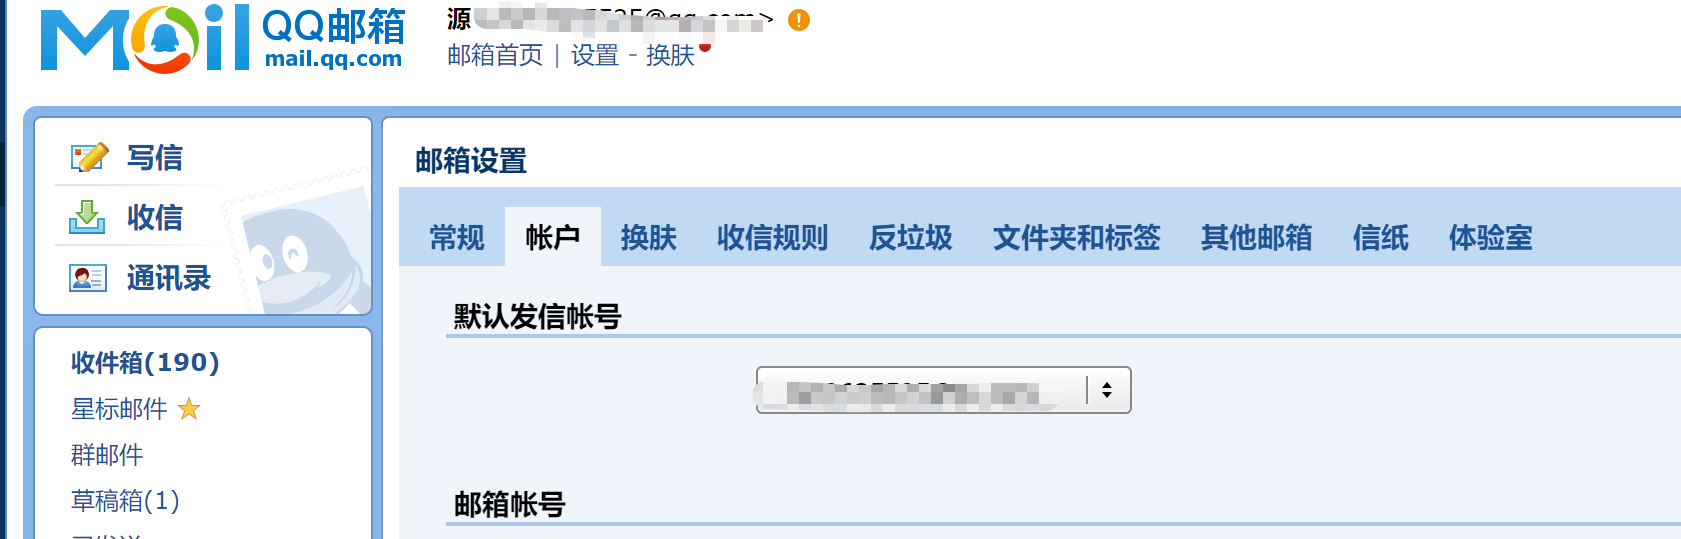 Mail QQ邮箱
mail.qq.com
源
邮箱首页 | 设置 - 换肤
写信
收信
通讯录
收件箱(190)
星标邮件
群邮件
草稿箱(1)
邮箱设置
常规 帐户 换肤 收信规则 反垃圾 文件夹和标签 其他邮箱 信纸 体验室
默认发信帐号
邮箱帐号